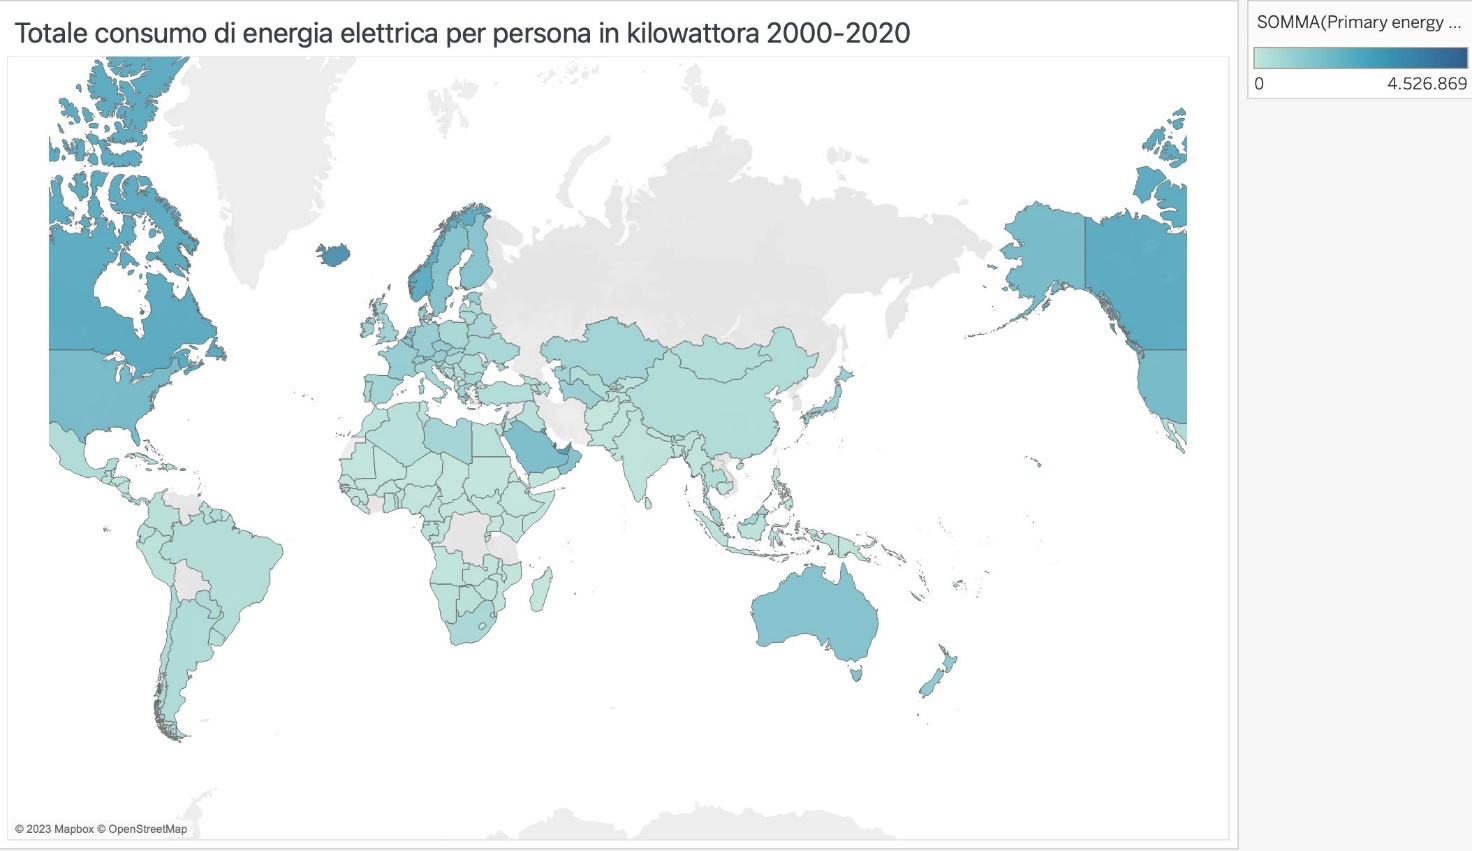 Totale consumo di energia elettrica per persona in kilowattora 2000-2020
SOMMA(Primary energy ...
0 4.526.869
© 2023 Mapbox © OpenStreetMap